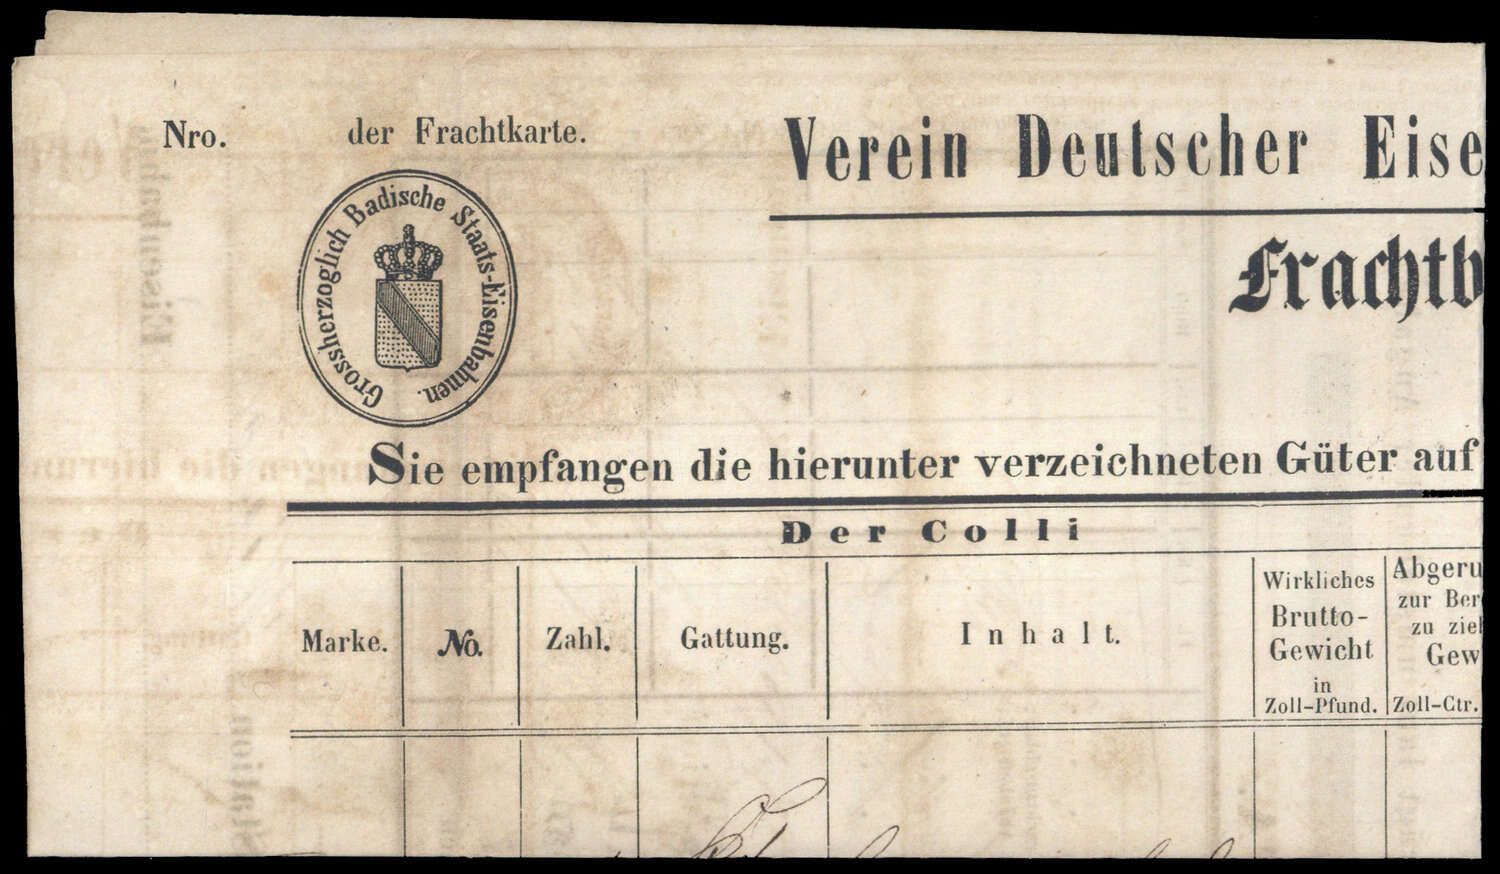 Nro. der Frachtkarte.
Verein Deutscher Eise
Grossherzoglich Badische Staats-Eisenbahnen.
Frachtb
Sie empfangen die hierunter verzeichneten Güter auf
Der Colli
Marke.
No.
Zahl.
Gattung.
Inhalt.
Wirkliches
Brutto-
Gewicht
in
Zoll-Pfund.
Abgeru
zur Ber
zu zieh
Gew
Zoll-Ctr.